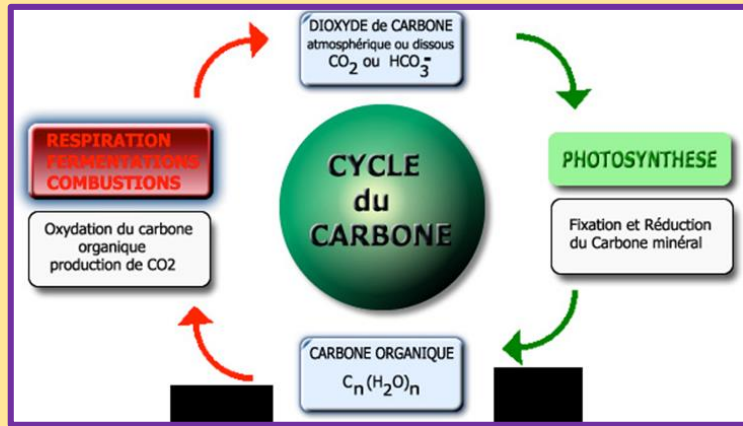 DIOXYDE de CARBONE
atmosphérique ou dissous
CO2 ou HCO3-
RESPIRATION
FERMENTATIONS
COMBUSTIONS
Oxydation du carbone
organique
production de CO2
CYCLE
du
CARBONE
PHOTOSYNTHESE
Fixation et Réduction
du Carbone minéral
CARBONE ORGANIQUE
Cn(H2O)n